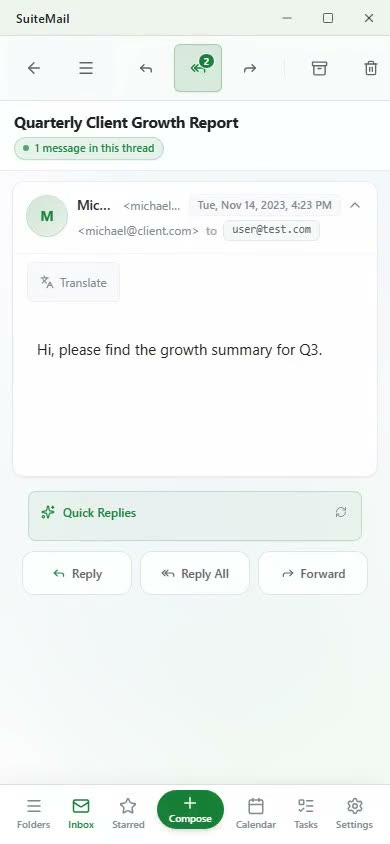 SuiteMail
2
Quarterly Client Growth Report
1 message in this thread
M
Mic... <michael... Tue, Nov 14, 2023, 4:23 PM
<michael@client.com> to user@test.com
Translate
Hi, please find the growth summary for Q3.
Quick Replies
Reply Reply All Forward
Folders Inbox Starred Compose Calendar Tasks Settings